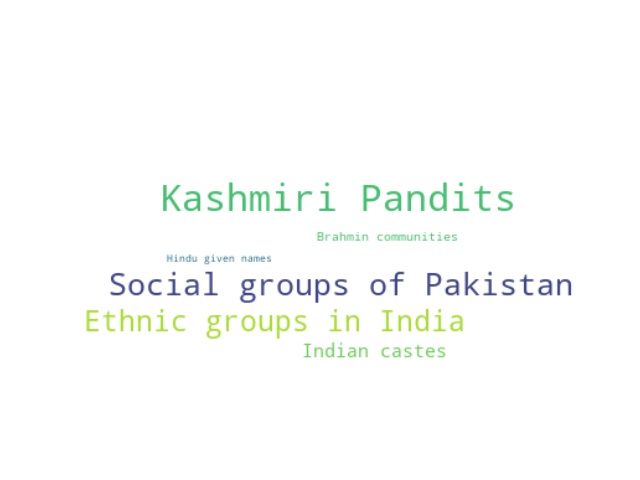 Kashmiri Pandits
Brahmin communities
Hindu given names
Social groups of Pakistan
Ethnic groups in India
Indian castes